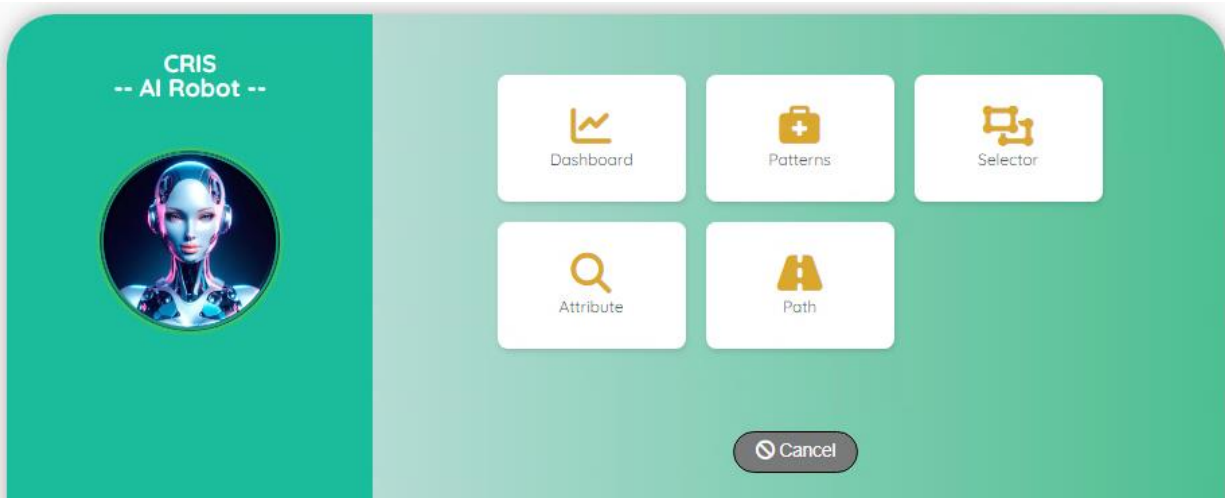 CRIS
-- AI Robot --
Dashboard
Patterns
Selector
Attribute
Path
Cancel